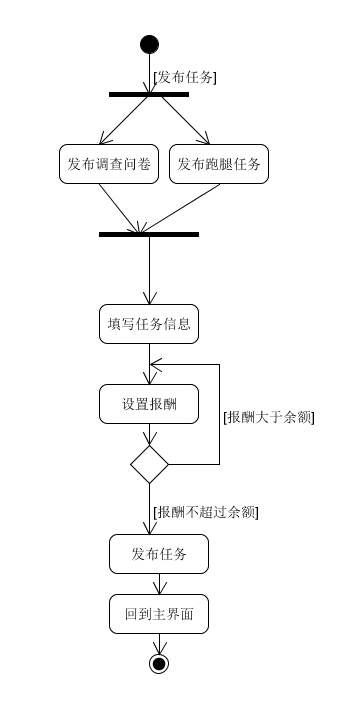 [发布任务]
发布调查问卷
发布跑腿任务
填写任务信息
设置报酬
[报酬大于余额]
[报酬不超过余额]
发布任务
回到主界面